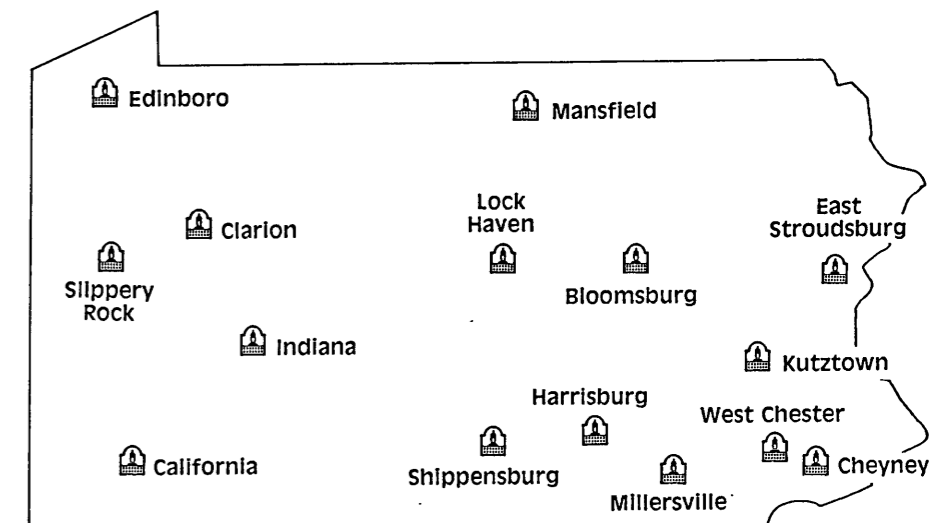 Edinboro
Mansfield
Lock
Haven
East
Stroudsburg
Clarion
Slippery
Rock
Bloomsburg
Indiana
Kutztown
Harrisburg
West Chester
California
Shippensburg
Cheyney
Millersville